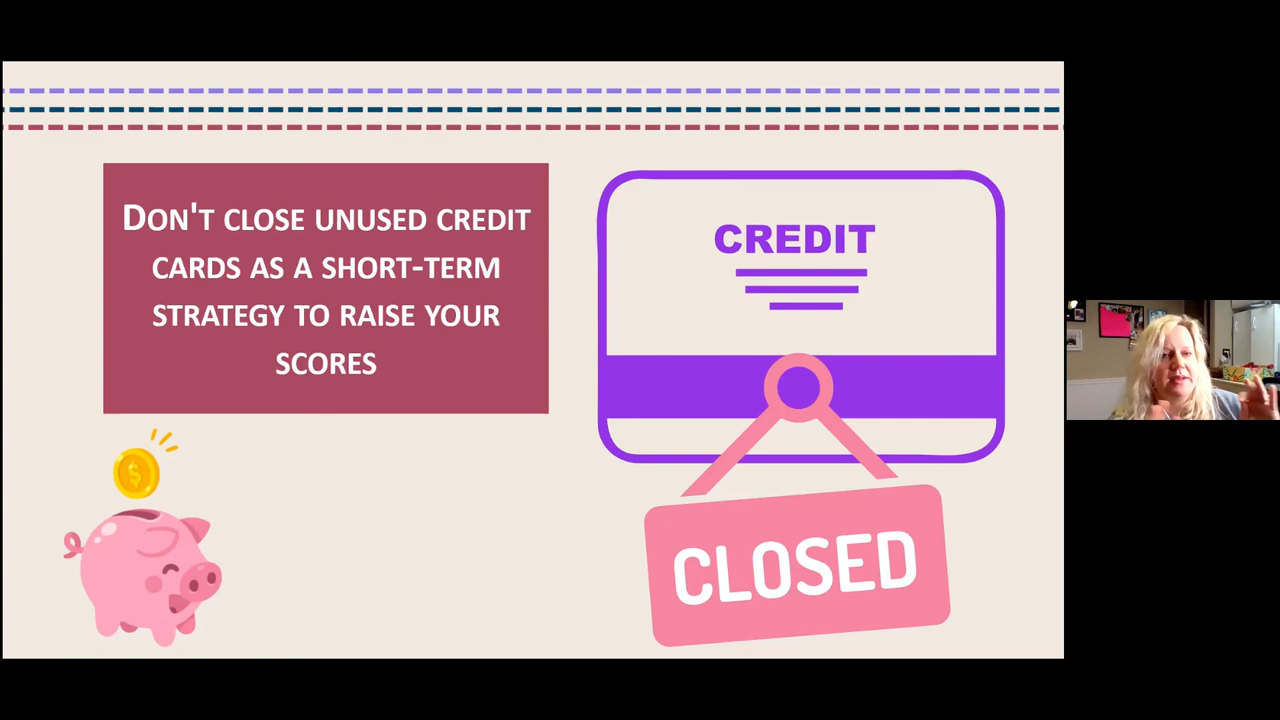 DON'T CLOSE UNUSED CREDIT
CARDS AS A SHORT-TERM
STRATEGY TO RAISE YOUR
SCORES
CREDIT
$
CLOSED